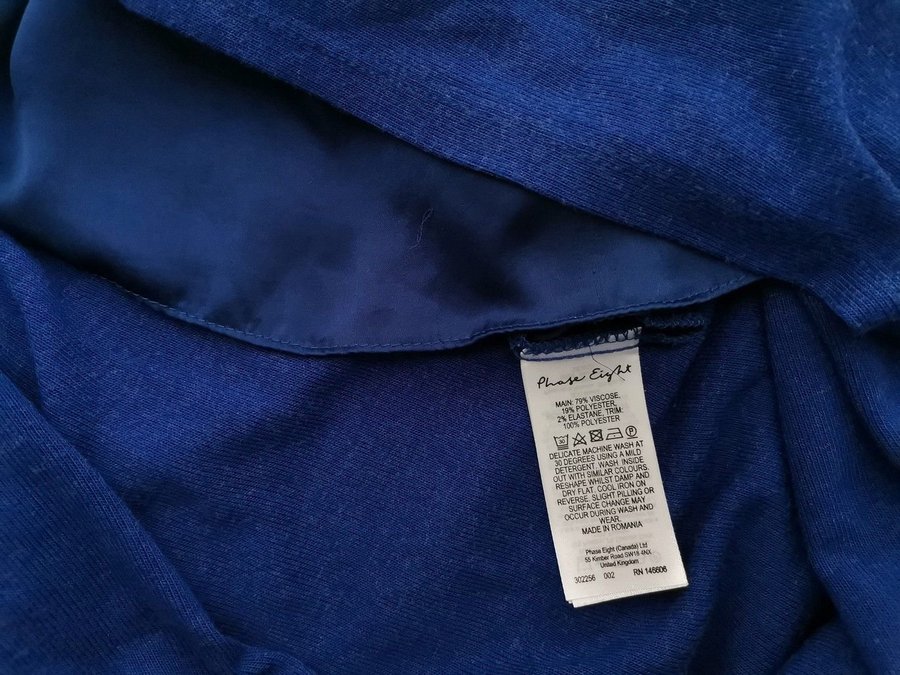 Phase Eight
MAIN: 79% VISCOSE,
19% POLYESTER,
2% ELASTANE, TRIM:
100% POLYESTER
30 P
DELICATE MACHINE WASH AT
30 DEGREES USING A MILD
DETERGENT. WASH INSIDE
OUT WITH SIMILAR COLOURS.
RESHAPE WHILST DAMP AND
DRY FLAT. COOL IRON ON
REVERSE. SLIGHT PILLING OR
SURFACE CHANGE MAY
OCCUR DURING WASH AND
WEAR.
MADE IN ROMANIA
Phase Eight (Canada) Ltd
55 Kimber Road SW18 4NX
United Kingdom
302256 002 RN 146606